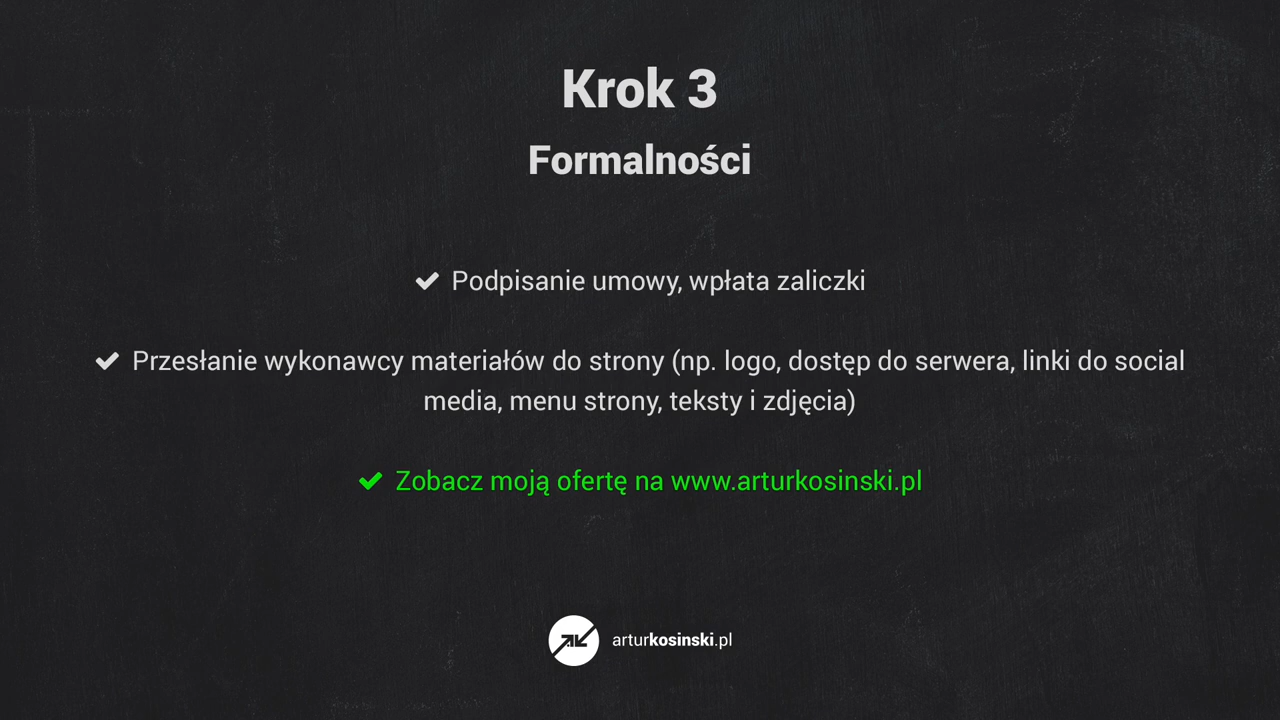 Krok 3
Formalności
Podpisanie umowy, wpłata zaliczki
Przesłanie wykonawcy materiałów do strony (np. logo, dostęp do serwera, linki do social
media, menu strony, teksty i zdjęcia)
Zobacz moją ofertę na www.arturkosinski.pl
arturkosinski.pl